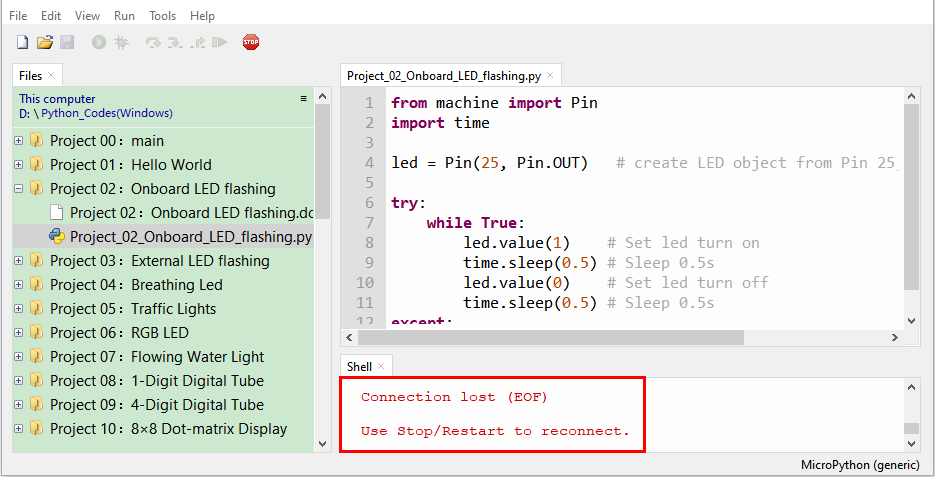 File Edit View Run Tools Help
STOP
Files ×
This computer
D: \ Python_Codes(Windows)
Project 00：main
Project 01：Hello World
Project 02：Onboard LED flashing
Project 02：Onboard LED flashing.dc
Project_02_Onboard_LED_flashing.py
Project 03：External LED flashing
Project 04：Breathing Led
Project 05：Traffic Lights
Project 06：RGB LED
Project 07：Flowing Water Light
Project 08：1-Digit Digital Tube
Project 09：4-Digit Digital Tube
Project 10：8×8 Dot-matrix Display
Project_02_Onboard_LED_flashing.py ×
1 from machine import Pin
2 import time
3
4 led = Pin(25, Pin.OUT)   # create LED object from Pin 25,
5
6 try:
7     while True:
8         led.value(1)    # Set led turn on
9         time.sleep(0.5) # Sleep 0.5s
10         led.value(0)    # Set led turn off
11         time.sleep(0.5) # Sleep 0.5s
12 except:
Shell ×
Connection lost (EOF)
Use Stop/Restart to reconnect.
MicroPython (generic)